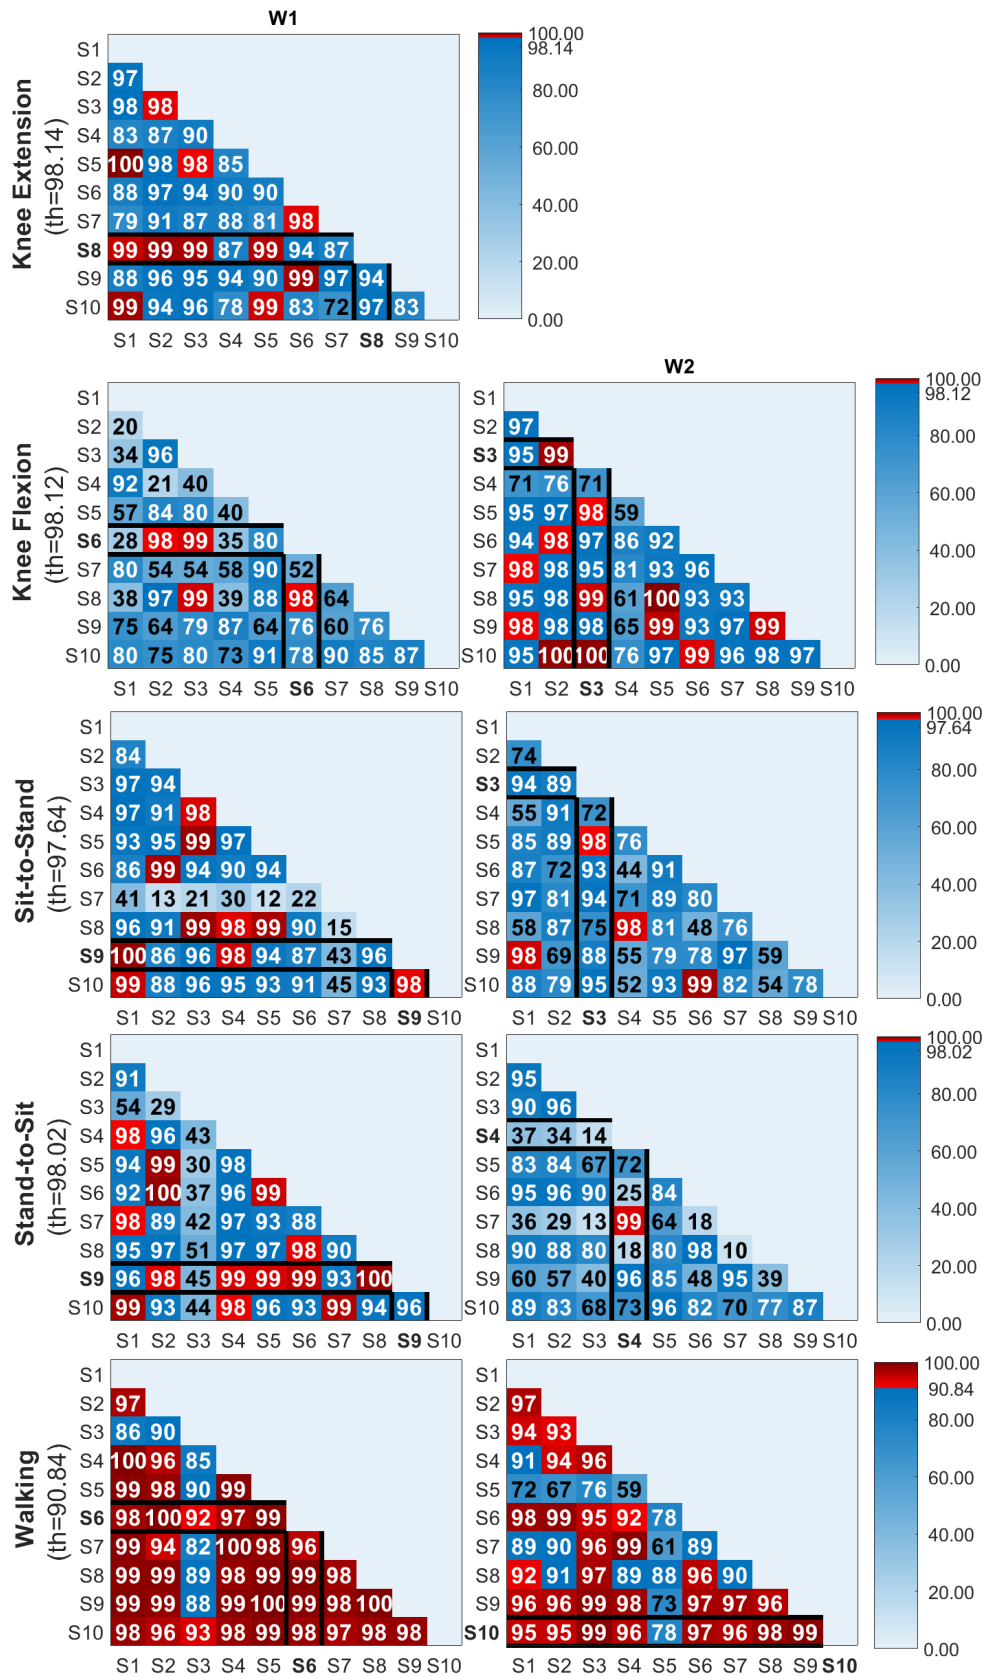 W1
Knee Extension
(th=98.14)
S1
S2 97
S3 98 98
S4 83 87 90
S5 100 98 98 85
S6 88 97 94 90 90
S7 79 91 87 88 81 98
S8 99 99 99 87 99 94 87
S9 88 96 95 94 90 99 97 94
S10 99 94 96 78 99 83 72 97 83
S1 S2 S3 S4 S5 S6 S7 S8 S9 S10
100.00
98.14
80.00
60.00
40.00
20.00
0.00
Knee Flexion
(th=98.12)
S1
S2 20
S3 34 96
S4 92 21 40
S5 57 84 80 40
S6 28 98 99 35 80
S7 80 54 54 58 90 52
S8 38 97 99 39 88 98 64
S9 75 64 79 87 64 76 60 76
S10 80 75 80 73 91 78 90 85 87
S1 S2 S3 S4 S5 S6 S7 S8 S9 S10
W2
S1
S2 97
S3 95 99
S4 71 76 71
S5 95 97 98 59
S6 94 98 97 86 92
S7 98 98 95 81 93 96
S8 95 98 99 61 100 93 93
S9 98 98 98 65 99 93 97 99
S10 95 100 100 76 97 99 96 98 97
S1 S2 S3 S4 S5 S6 S7 S8 S9 S10
100.00
98.12
80.00
60.00
40.00
20.00
0.00
Sit-to-Stand
(th=97.64)
S1
S2 84
S3 97 94
S4 97 91 98
S5 93 95 99 97
S6 86 99 94 90 94
S7 41 13 21 30 12 22
S8 96 91 99 98 99 90 15
S9 100 86 96 98 94 87 43 96
S10 99 88 96 95 93 91 45 93 98
S1 S2 S3 S4 S5 S6 S7 S8 S9 S10
S1
S2 74
S3 94 89
S4 55 91 72
S5 85 89 98 76
S6 87 72 93 44 91
S7 97 81 94 71 89 80
S8 58 87 75 98 81 48 76
S9 98 69 88 55 79 78 97 59
S10 88 79 95 52 93 99 82 54 78
S1 S2 S3 S4 S5 S6 S7 S8 S9 S10
100.00
97.64
80.00
60.00
40.00
20.00
0.00
Stand-to-Sit
(th=98.02)
S1
S2 91
S3 54 29
S4 98 96 43
S5 94 99 30 98
S6 92 100 37 96 99
S7 98 89 42 97 93 88
S8 95 97 51 97 97 98 90
S9 96 98 45 99 99 99 93 100
S10 99 93 44 98 96 93 99 94 96
S1 S2 S3 S4 S5 S6 S7 S8 S9 S10
S1
S2 95
S3 90 96
S4 37 34 14
S5 83 84 67 72
S6 95 96 90 25 84
S7 36 29 13 99 64 18
S8 90 88 80 18 80 98 10
S9 60 57 40 96 85 48 95 39
S10 89 83 68 73 96 82 70 77 87
S1 S2 S3 S4 S5 S6 S7 S8 S9 S10
100.00
98.02
80.00
60.00
40.00
20.00
0.00
Walking
(th=90.84)
S1
S2 97
S3 86 90
S4 100 96 85
S5 99 98 90 99
S6 98 100 92 97 99
S7 99 94 82 100 98 96
S8 99 99 89 98 99 99 98
S9 99 99 88 99 100 99 98 100
S10 98 96 93 98 99 98 97 98 98
S1 S2 S3 S4 S5 S6 S7 S8 S9 S10
S1
S2 97
S3 94 93
S4 91 94 96
S5 72 67 76 59
S6 98 99 95 92 78
S7 89 90 96 99 61 89
S8 92 91 97 89 88 96 90
S9 96 96 99 98 73 97 97 96
S10 95 95 99 96 78 97 96 98 99
S1 S2 S3 S4 S5 S6 S7 S8 S9 S10
100.00
90.84
80.00
60.00
40.00
20.00
0.00